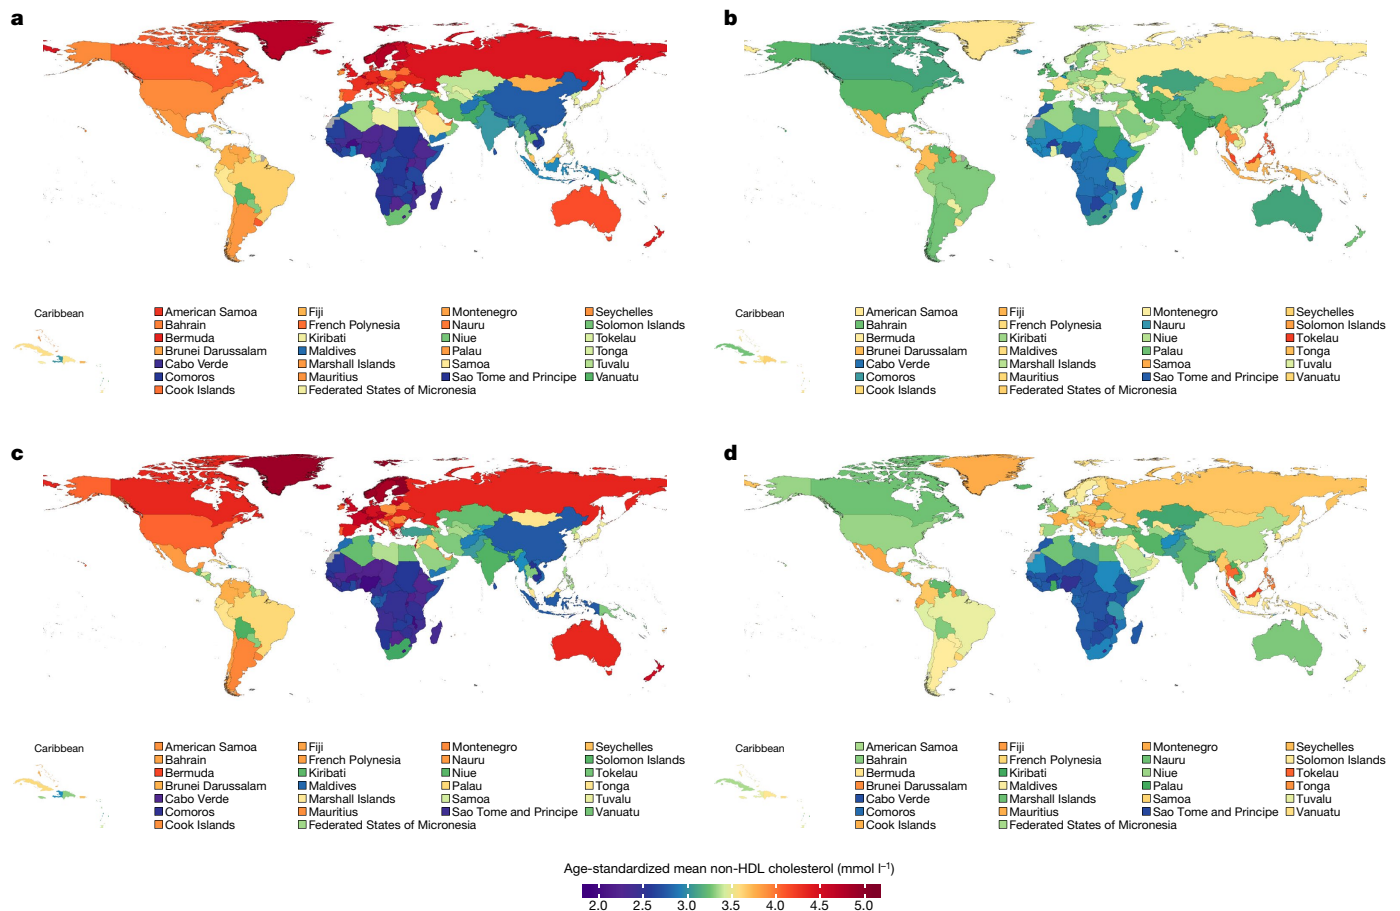 a
b
Caribbean
American Samoa
Bahrain
Bermuda
Brunei Darussalam
Cabo Verde
Comoros
Cook Islands
Fiji
French Polynesia
Kiribati
Maldives
Marshall Islands
Mauritius
Federated States of Micronesia
Montenegro
Nauru
Niue
Palau
Samoa
Sao Tome and Principe
Seychelles
Solomon Islands
Tokelau
Tonga
Tuvalu
Vanuatu
Caribbean
American Samoa
Bahrain
Bermuda
Brunei Darussalam
Cabo Verde
Comoros
Cook Islands
Fiji
French Polynesia
Kiribati
Maldives
Marshall Islands
Mauritius
Federated States of Micronesia
Montenegro
Nauru
Niue
Palau
Samoa
Sao Tome and Principe
Seychelles
Solomon Islands
Tokelau
Tonga
Tuvalu
Vanuatu
c
d
Caribbean
American Samoa
Bahrain
Bermuda
Brunei Darussalam
Cabo Verde
Comoros
Cook Islands
Fiji
French Polynesia
Kiribati
Maldives
Marshall Islands
Mauritius
Federated States of Micronesia
Montenegro
Nauru
Niue
Palau
Samoa
Sao Tome and Principe
Seychelles
Solomon Islands
Tokelau
Tonga
Tuvalu
Vanuatu
Caribbean
American Samoa
Bahrain
Bermuda
Brunei Darussalam
Cabo Verde
Comoros
Cook Islands
Fiji
French Polynesia
Kiribati
Maldives
Marshall Islands
Mauritius
Federated States of Micronesia
Montenegro
Nauru
Niue
Palau
Samoa
Sao Tome and Principe
Seychelles
Solomon Islands
Tokelau
Tonga
Tuvalu
Vanuatu
Age-standardized mean non-HDL cholesterol (mmol l⁻¹)
2.0 2.5 3.0 3.5 4.0 4.5 5.0